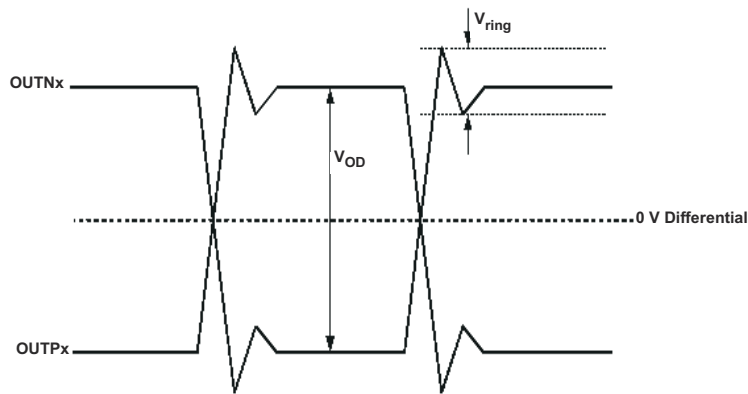 Vring
OUTNx
VOD
0 V Differential
OUTPx